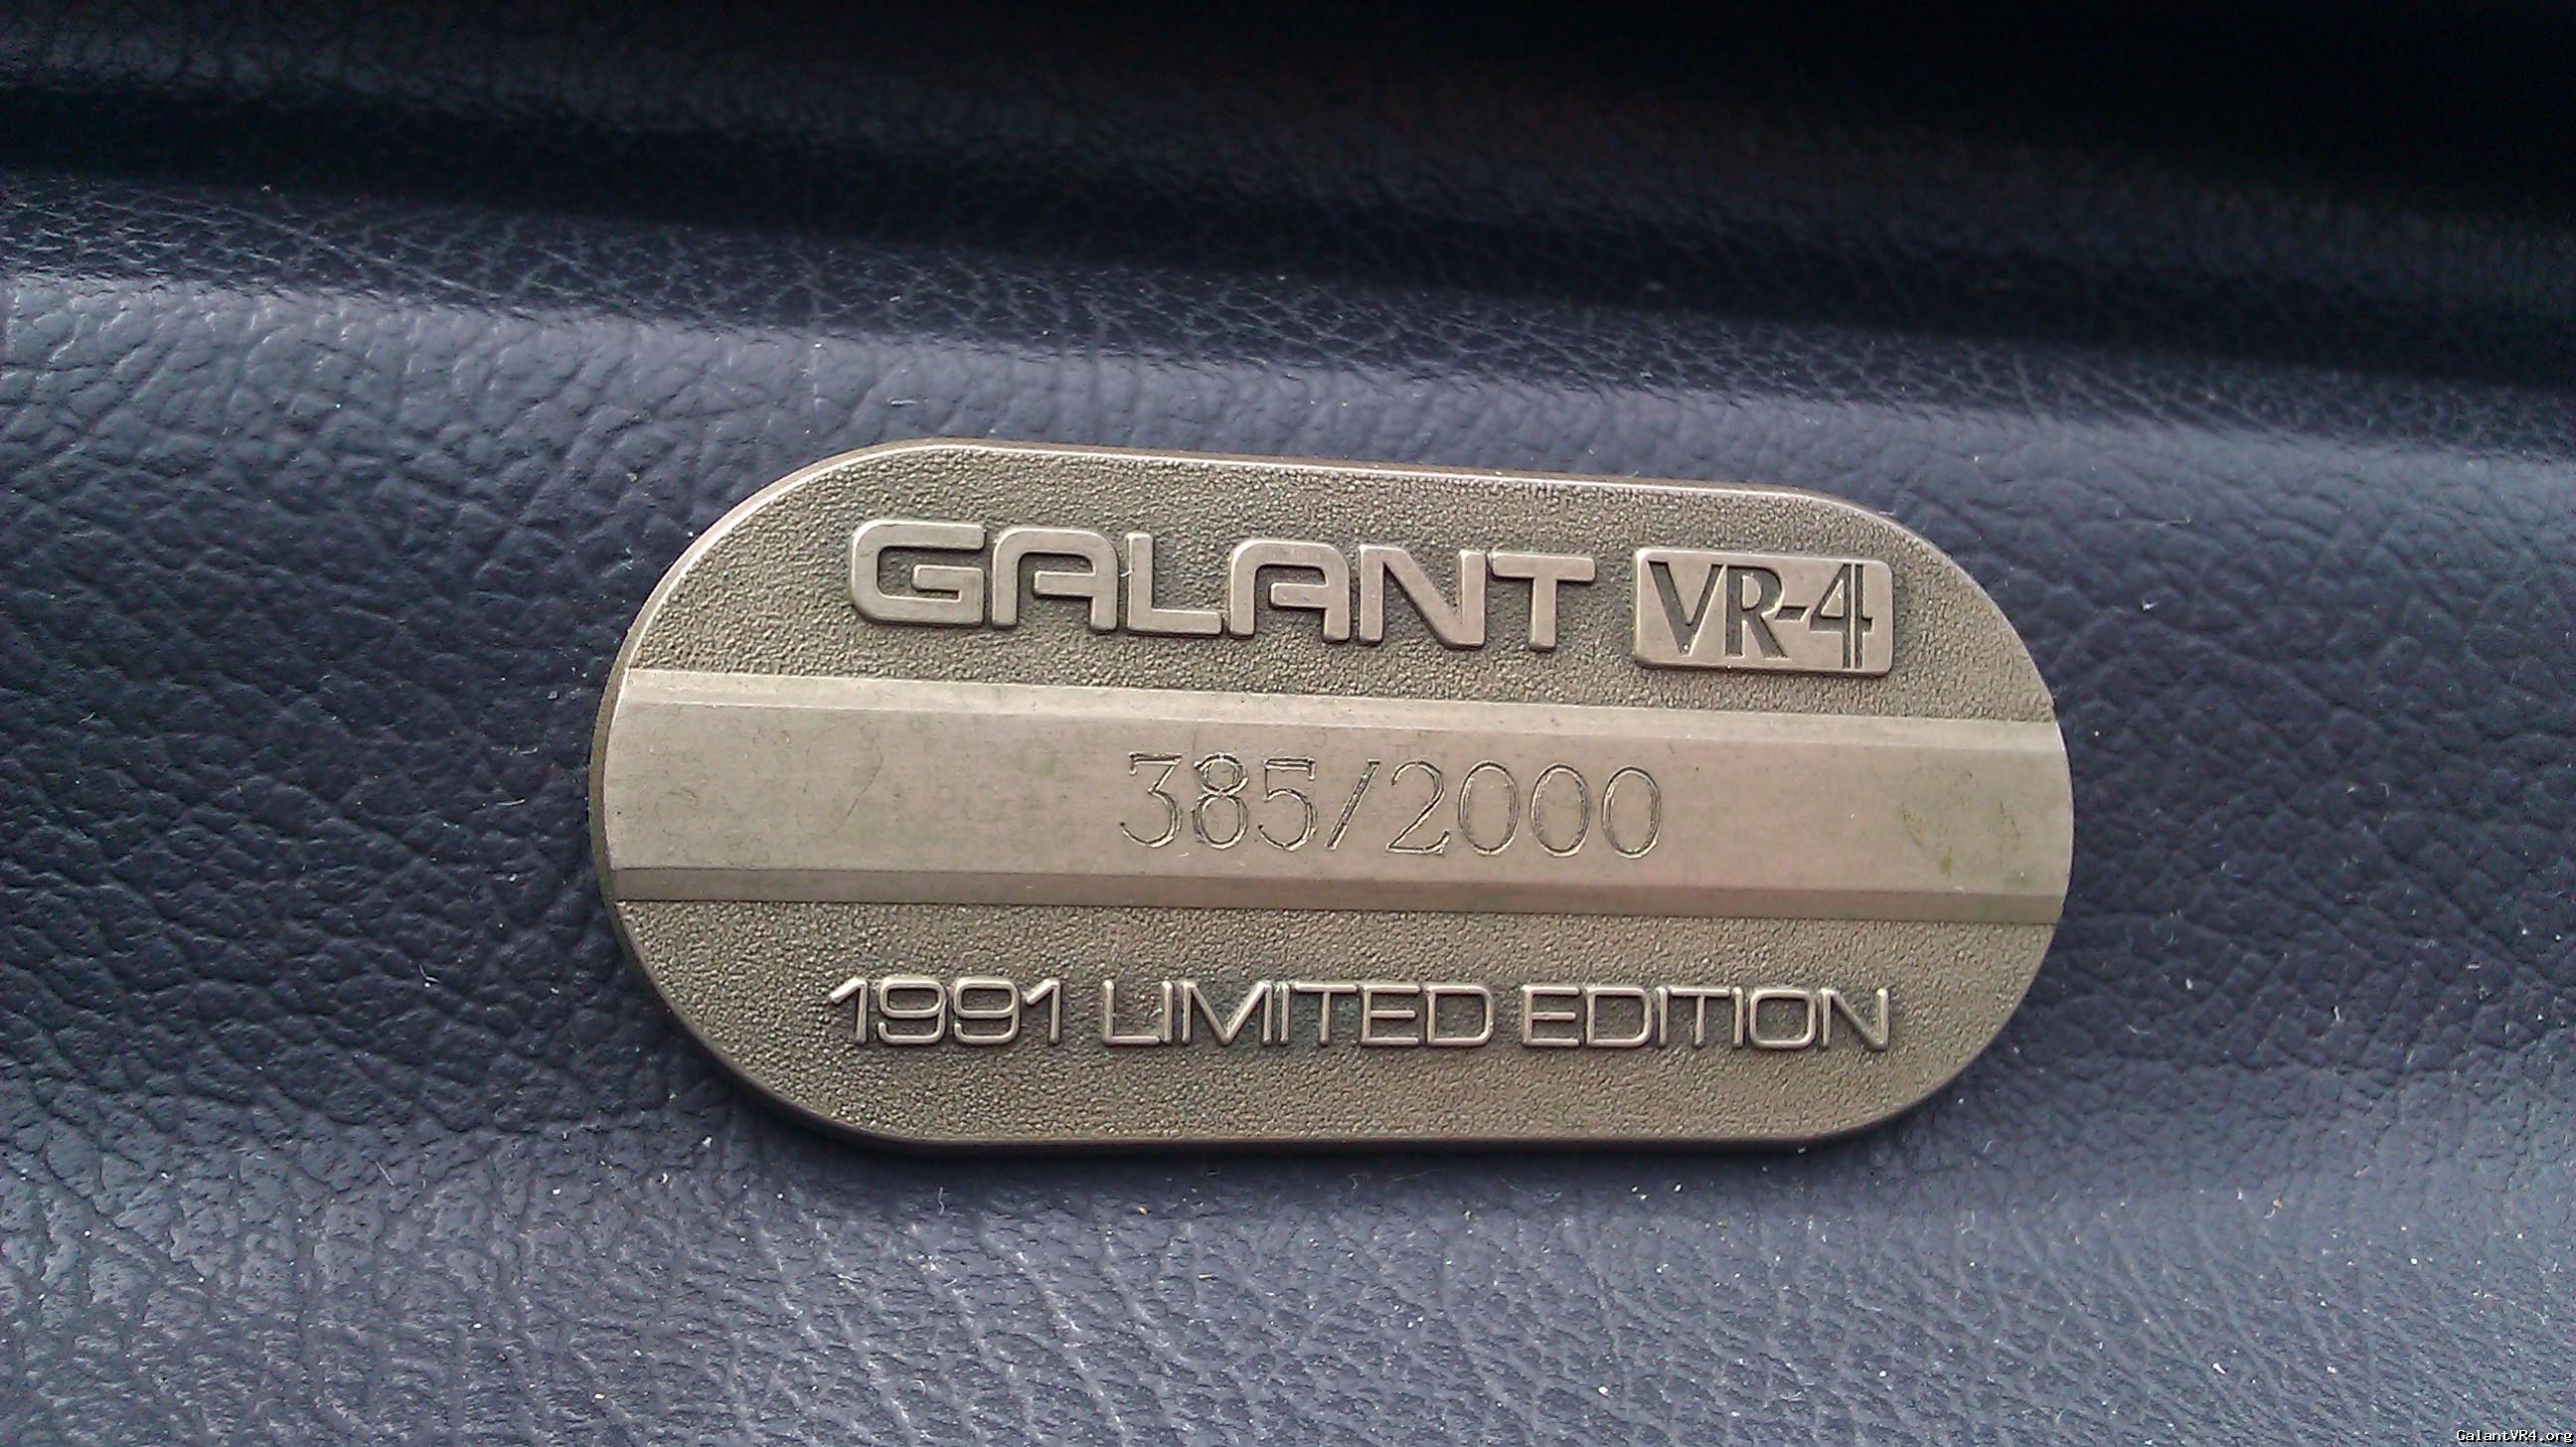 GALANT VR-4
385/2000
1991 LIMITED EDITION
GalantVR4.org